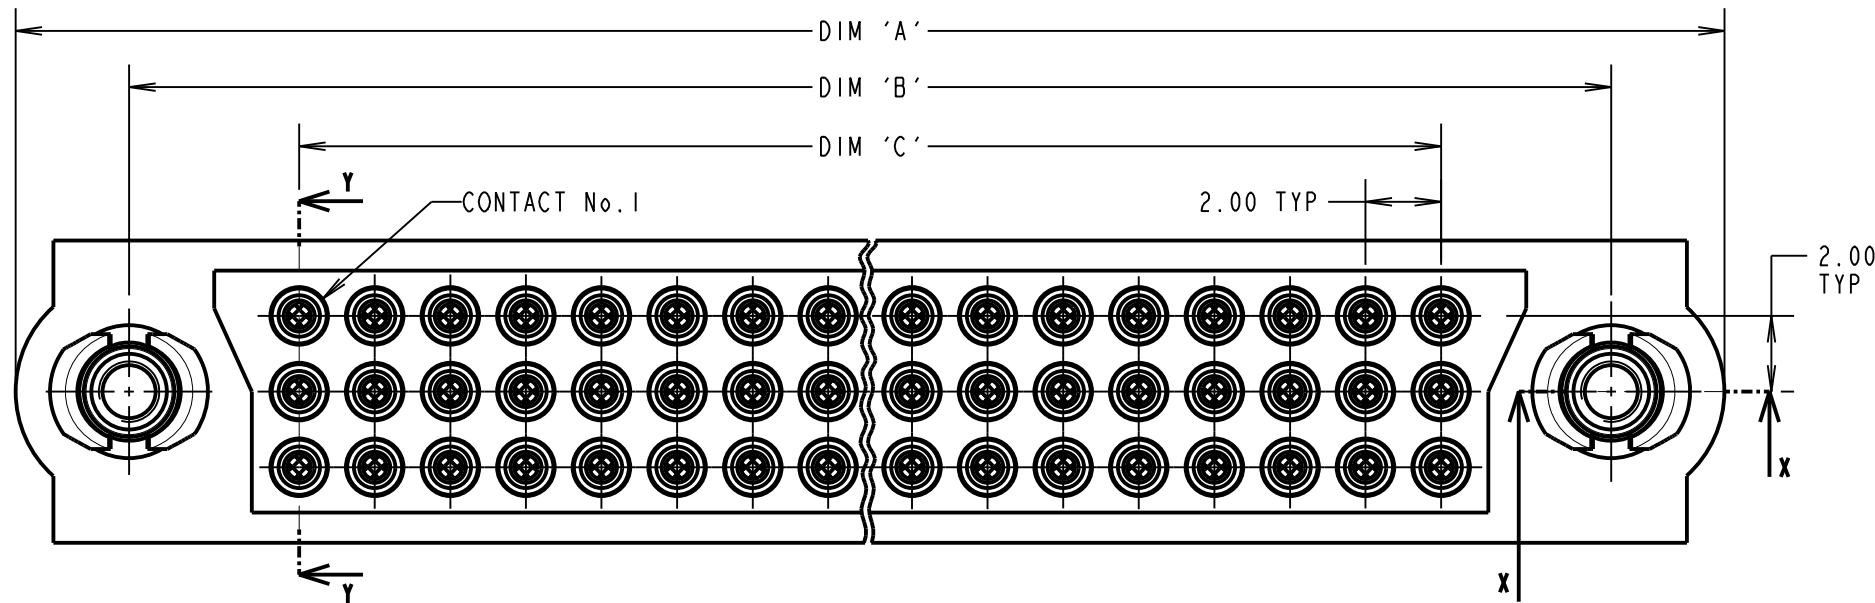 DIM 'A'
DIM 'B'
DIM 'C'
Y
CONTACT No.1
2.00 TYP
2.00
TYP
X
X
Y